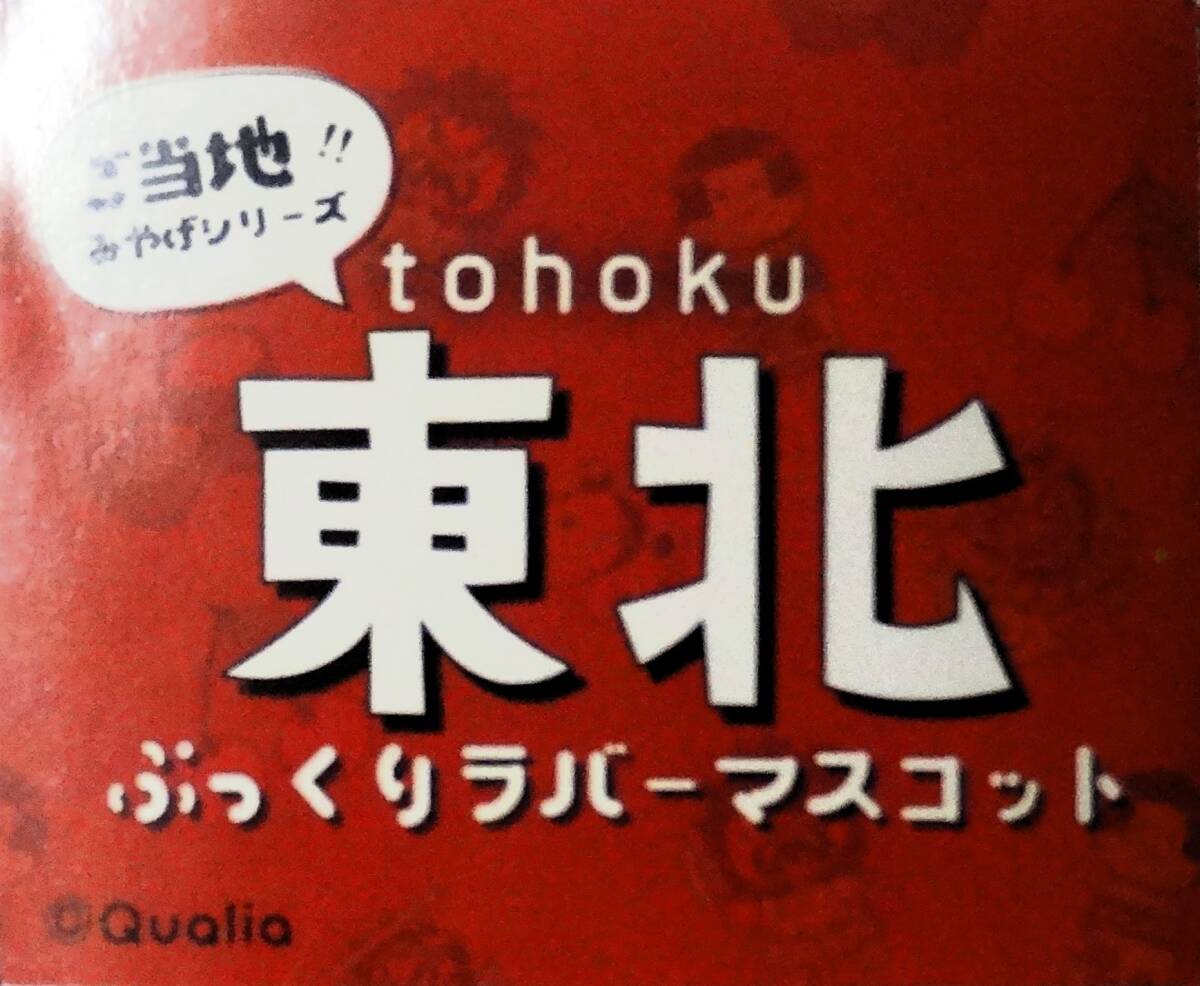 ご当地!!
みやげシリーズ
tohoku
東北
ぷっくりラバーマスコット
©Qualia